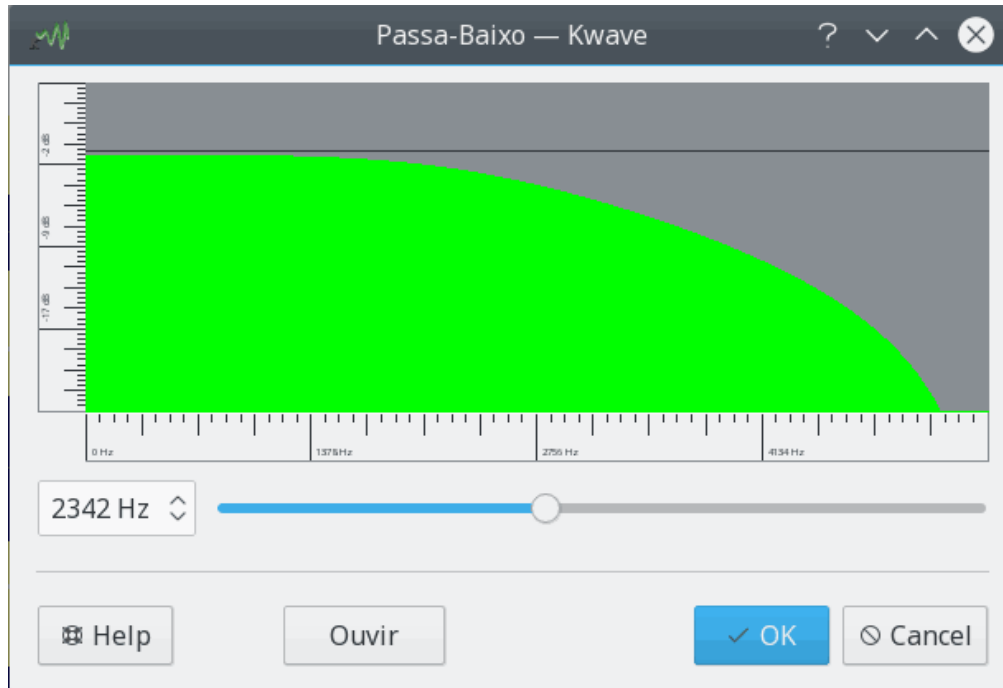 Passa-Baixo — Kwave
-2 dB
-9 dB
-17 dB
0 Hz 1378Hz 2756 Hz 4134 Hz
2342 Hz
Help Ouvir OK Cancel